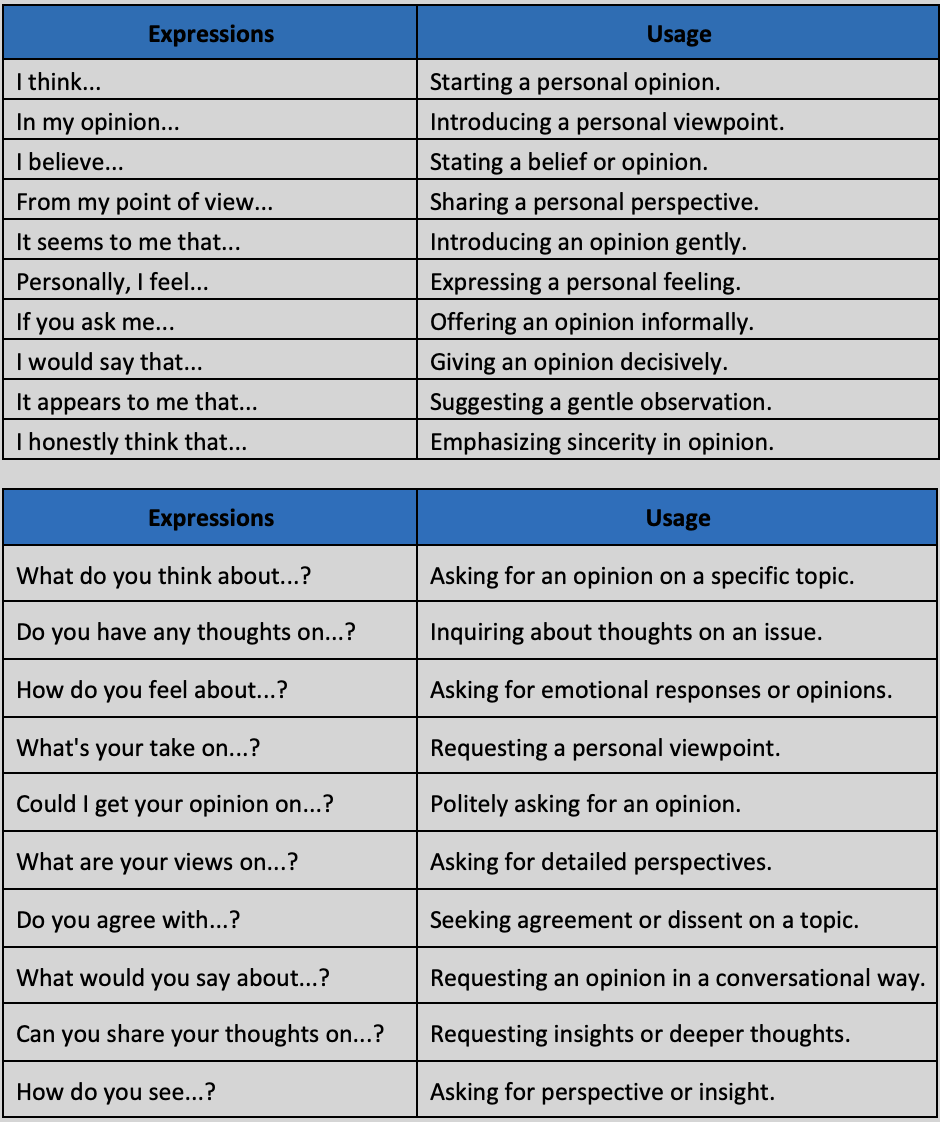 Expressions Usage
I think... Starting a personal opinion.
In my opinion... Introducing a personal viewpoint.
I believe... Stating a belief or opinion.
From my point of view... Sharing a personal perspective.
It seems to me that... Introducing an opinion gently.
Personally, I feel... Expressing a personal feeling.
If you ask me... Offering an opinion informally.
I would say that... Giving an opinion decisively.
It appears to me that... Suggesting a gentle observation.
I honestly think that... Emphasizing sincerity in opinion.
Expressions Usage
What do you think about...? Asking for an opinion on a specific topic.
Do you have any thoughts on...? Inquiring about thoughts on an issue.
How do you feel about...? Asking for emotional responses or opinions.
What's your take on...? Requesting a personal viewpoint.
Could I get your opinion on...? Politely asking for an opinion.
What are your views on...? Asking for detailed perspectives.
Do you agree with...? Seeking agreement or dissent on a topic.
What would you say about...? Requesting an opinion in a conversational way.
Can you share your thoughts on...? Requesting insights or deeper thoughts.
How do you see...? Asking for perspective or insight.